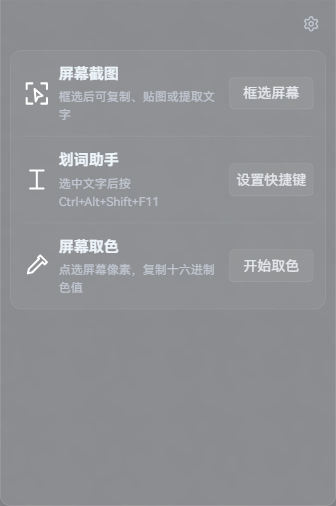 屏幕截图
框选后可复制、贴图或提取文
字
框选屏幕
划词助手
选中文字后按
Ctrl+Alt+Shift+F11
设置快捷键
屏幕取色
点选屏幕像素，复制十六进制
色值
开始取色